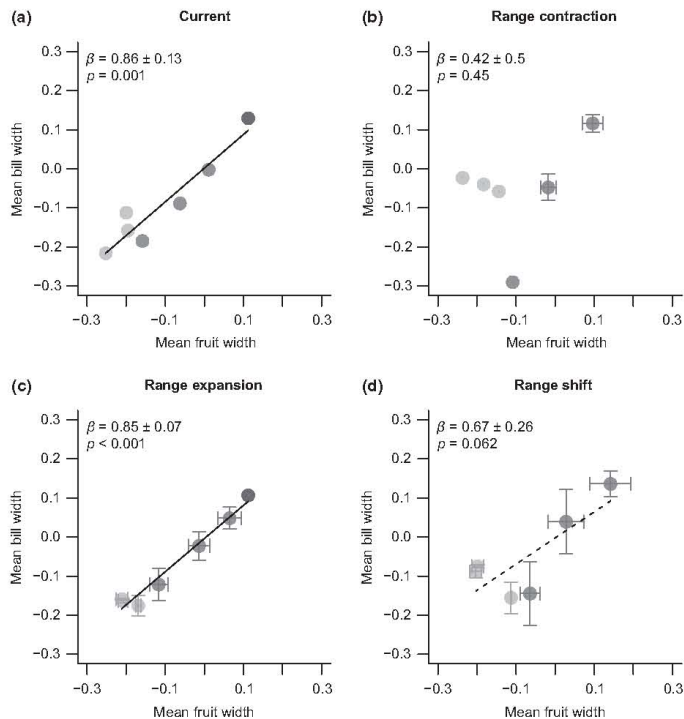 (a)
Current
β = 0.86 ± 0.13
p = 0.001
0.3
0.2
0.1
0.0
−0.1
−0.2
−0.3
Mean bill width
−0.3
−0.1
0.1
0.3
Mean fruit width
(b)
Range contraction
β = 0.42 ± 0.5
p = 0.45
0.3
0.2
0.1
0.0
−0.1
−0.2
−0.3
Mean bill width
−0.3
−0.1
0.1
0.3
Mean fruit width
(c)
Range expansion
β = 0.85 ± 0.07
p < 0.001
0.3
0.2
0.1
0.0
−0.1
−0.2
−0.3
Mean bill width
−0.3
−0.1
0.1
0.3
Mean fruit width
(d)
Range shift
β = 0.67 ± 0.26
p = 0.062
0.3
0.2
0.1
0.0
−0.1
−0.2
−0.3
Mean bill width
−0.3
−0.1
0.1
0.3
Mean fruit width